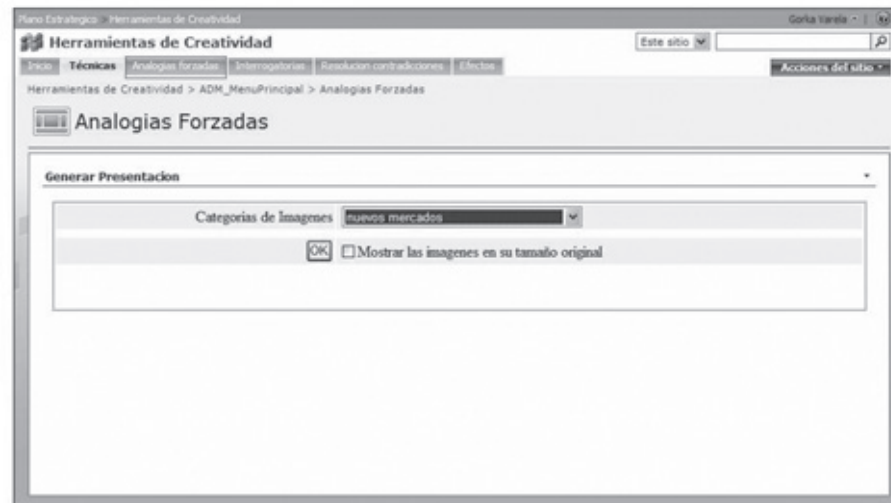 Plano Estrategico > Herramientas de Creatividad
Gorka Varela
Herramientas de Creatividad
Este sitio
Inicio Técnicas Analogias forzadas Interrogatorias Resolucion contradicciones Efectos
Acciones del sitio
Herramientas de Creatividad > ADM_MenuPrincipal > Analogias Forzadas
Analogias Forzadas
Generar Presentacion
Categorias de Imagenes nuevos mercados
OK Mostrar las imagenes en su tamaño original